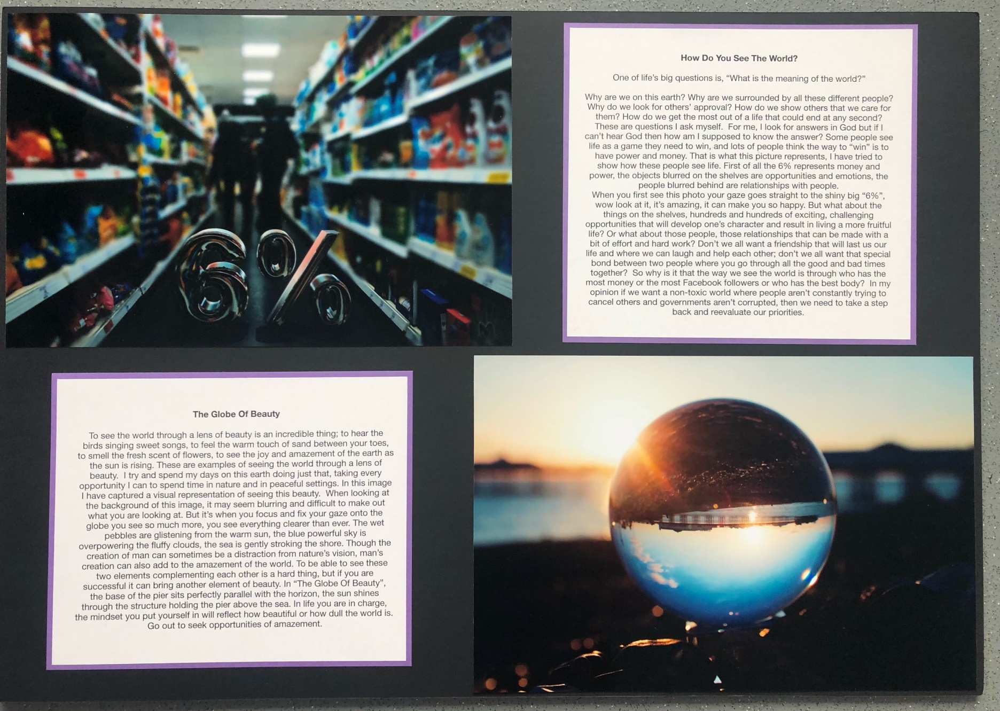 6%
How Do You See The World?
One of life's big questions is, “What is the meaning of the world?”
Why are we on this earth? Why are we surrounded by all these different people?
Why do we look for others' approval? How do we show others that we care for
them? How do we get the most out of a life that could end at any second?
These are questions I ask myself.  For me, I look for answers in God but if I
can't hear God then how am I supposed to know the answer? Some people see
life as a game they need to win, and lots of people think the way to “win” is to
have power and money. That is what this picture represents, I have tried to
show how these people see life. First of all the 6% represents money and
power, the objects blurred on the shelves are opportunities and emotions, the
people blurred behind are relationships with people.
When you first see this photo your gaze goes straight to the shiny big “6%”,
wow look at it, it's amazing, it can make you so happy. But what about the
things on the shelves, hundreds and hundreds of exciting, challenging
opportunities that will develop one's character and result in living a more fruitful
life? Or what about those people, those relationships that can be made with a
bit of effort and hard work? Don't we all want a friendship that will last us our
life and where we can laugh and help each other; don't we all want that special
bond between two people where you go through all the good and bad times
together?  So why is it that the way we see the world is through who has the
most money or the most Facebook followers or who has the best body?  In my
opinion if we want a non-toxic world where people aren't constantly trying to
cancel others and governments aren't corrupted, then we need to take a step
back and reevaluate our priorities.
The Globe Of Beauty
To see the world through a lens of beauty is an incredible thing; to hear the
birds singing sweet songs, to feel the warm touch of sand between your toes,
to smell the fresh scent of flowers, to see the joy and amazement of the earth as
the sun is rising. These are examples of seeing the world through a lens of
beauty.  I try and spend my days on this earth doing just that, taking every
opportunity I can to spend time in nature and in peaceful settings. In this image
I have captured a visual representation of seeing this beauty.  When looking at
the background of this image, it may seem blurring and difficult to make out
what you are looking at. But it's when you focus and fix your gaze onto the
globe you see so much more, you see everything clearer than ever. The wet
pebbles are glistening from the warm sun, the blue powerful sky is
overpowering the fluffy clouds, the sea is gently stroking the shore. Though the
creation of man can sometimes be a distraction from nature's vision, man's
creation can also add to the amazement of the world. To be able to see these
two elements complementing each other is a hard thing, but if you are
successful it can bring another element of beauty. In “The Globe Of Beauty”,
the base of the pier sits perfectly parallel with the horizon, the sun shines
through the structure holding the pier above the sea. In life you are in charge,
the mindset you put yourself in will reflect how beautiful or how dull the world is.
Go out to seek opportunities of amazement.